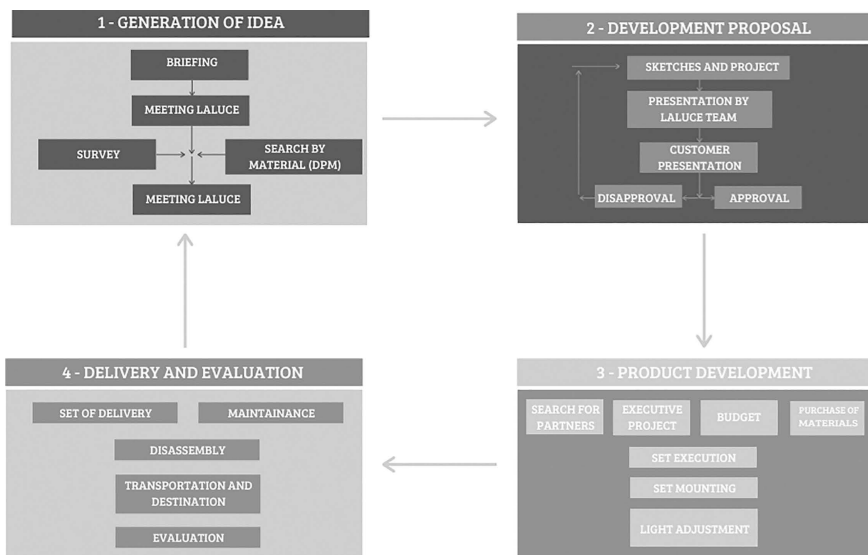 1 - GENERATION OF IDEA
BRIEFING
MEETING LALUCE
SURVEY
SEARCH BY
MATERIAL (DPM)
MEETING LALUCE
2 - DEVELOPMENT PROPOSAL
SKETCHES AND PROJECT
PRESENTATION BY
LALUCE TEAM
CUSTOMER
PRESENTATION
DISAPPROVAL
APPROVAL
4 - DELIVERY AND EVALUATION
SET OF DELIVERY
MAINTAINANCE
DISASSEMBLY
TRANSPORTATION AND
DESTINATION
EVALUATION
3 - PRODUCT DEVELOPMENT
SEARCH FOR
PARTNERS
EXECUTIVE
PROJECT
BUDGET
PURCHASE OF
MATERIALS
SET EXECUTION
SET MOUNTING
LIGHT ADJUSTMENT